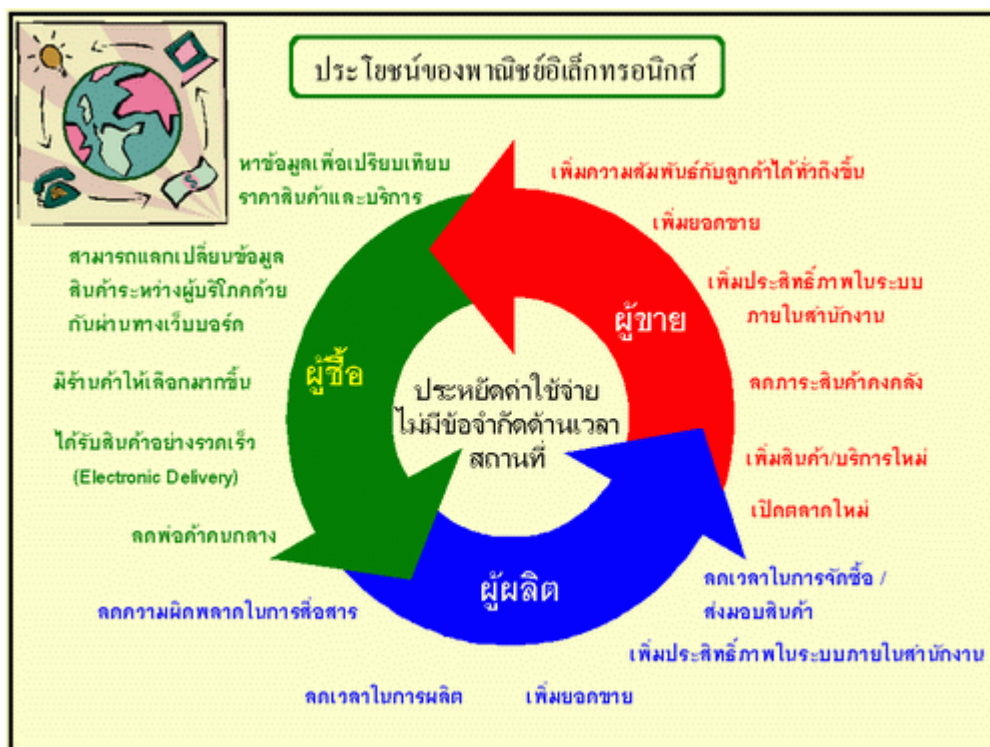 ประโยชน์ของพาณิชย์อิเล็กทรอนิกส์
หาข้อมูลเพื่อเปรียบเทียบ
ราคาสินค้าและบริการ
สามารถแลกเปลี่ยนข้อมูล
สินค้าระหว่างผู้บริโภคด้วย
กันผ่านทางเว็บบอร์ด
มีร้านค้าให้เลือกมากขึ้น
ได้รับสินค้าอย่างรวดเร็ว
(Electronic Delivery)
ลดพ่อค้าคนกลาง
ผู้ซื้อ
ประหยัดค่าใช้จ่าย
ไม่มีข้อจำกัดด้านเวลา
สถานที่
ผู้ขาย
เพิ่มความสัมพันธ์กับลูกค้าได้ทั่วถึงขึ้น
เพิ่มยอดขาย
เพิ่มประสิทธิ์ภาพในระบบ
ภายในสำนักงาน
ลดภาระสินค้าคงคลัง
เพิ่มสินค้า/บริการใหม่
เปิดตลาดใหม่
ผู้ผลิต
ลดเวลาในการจัดซื้อ /
ส่งมอบสินค้า
เพิ่มประสิทธิ์ภาพในระบบภายในสำนักงาน
เพิ่มยอดขาย
ลดเวลาในการผลิต
ลดความผิดพลาดในการสื่อสาร